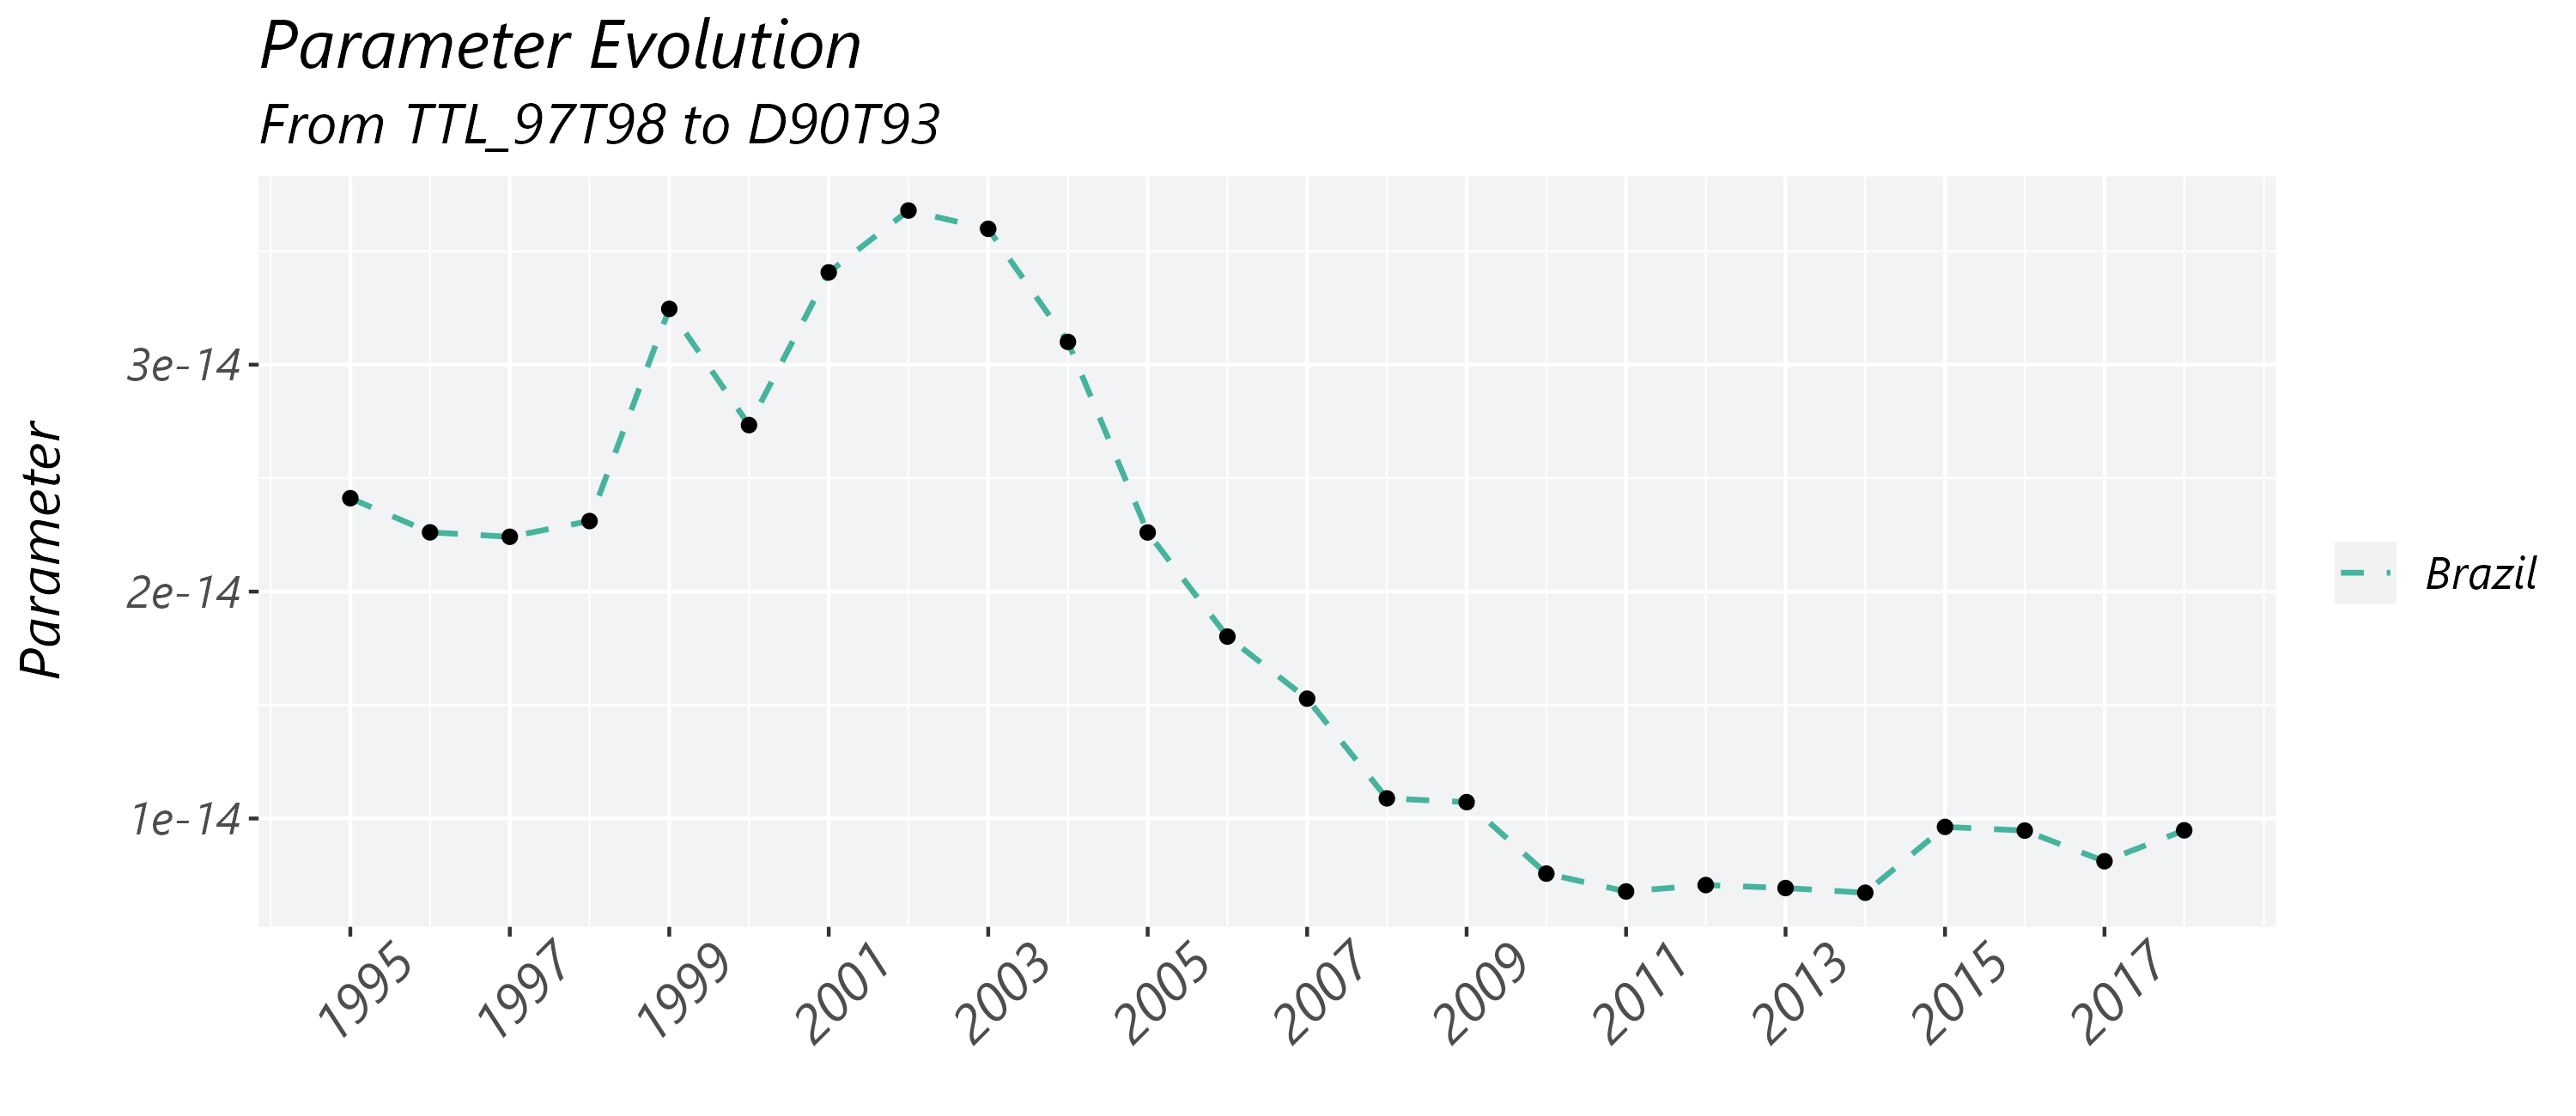 Parameter Evolution
From TTL_97T98 to D90T93
Parameter
3e-14
2e-14
1e-14
1995
1997
1999
2001
2003
2005
2007
2009
2011
2013
2015
2017
Brazil